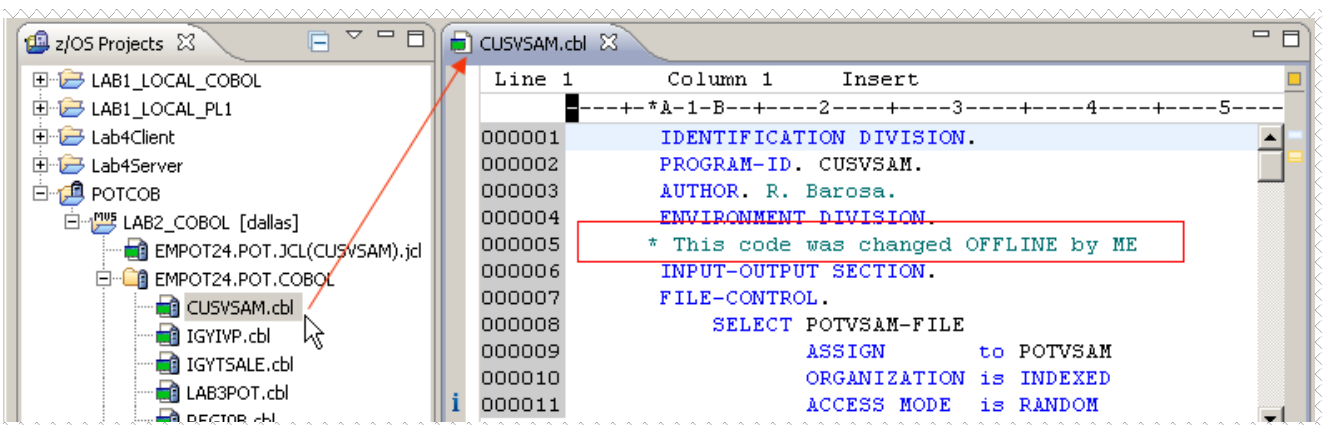 z/OS Projects
LAB1_LOCAL_COBOL
LAB1_LOCAL_PL1
Lab4Client
Lab4Server
POTCOB
MVS LAB2_COBOL [dallas]
EMPOT24.POT.JCL(CUSVSAM).jcl
EMPOT24.POT.COBOL
CUSVSAM.cbl
IGYIVP.cbl
IGYTSALE.cbl
LAB3POT.cbl
CUSVSAM.cbl
Line 1 Column 1 Insert
----+-*A-1-B--+----2----+----3----+----4----+----5----
000001 IDENTIFICATION DIVISION.
000002 PROGRAM-ID. CUSVSAM.
000003 AUTHOR. R. Barosa.
000004 ENVIRONMENT DIVISION.
000005 * This code was changed OFFLINE by ME
000006 INPUT-OUTPUT SECTION.
000007 FILE-CONTROL.
000008 SELECT POTVSAM-FILE
000009 ASSIGN to POTVSAM
000010 ORGANIZATION is INDEXED
i 000011 ACCESS MODE is RANDOM